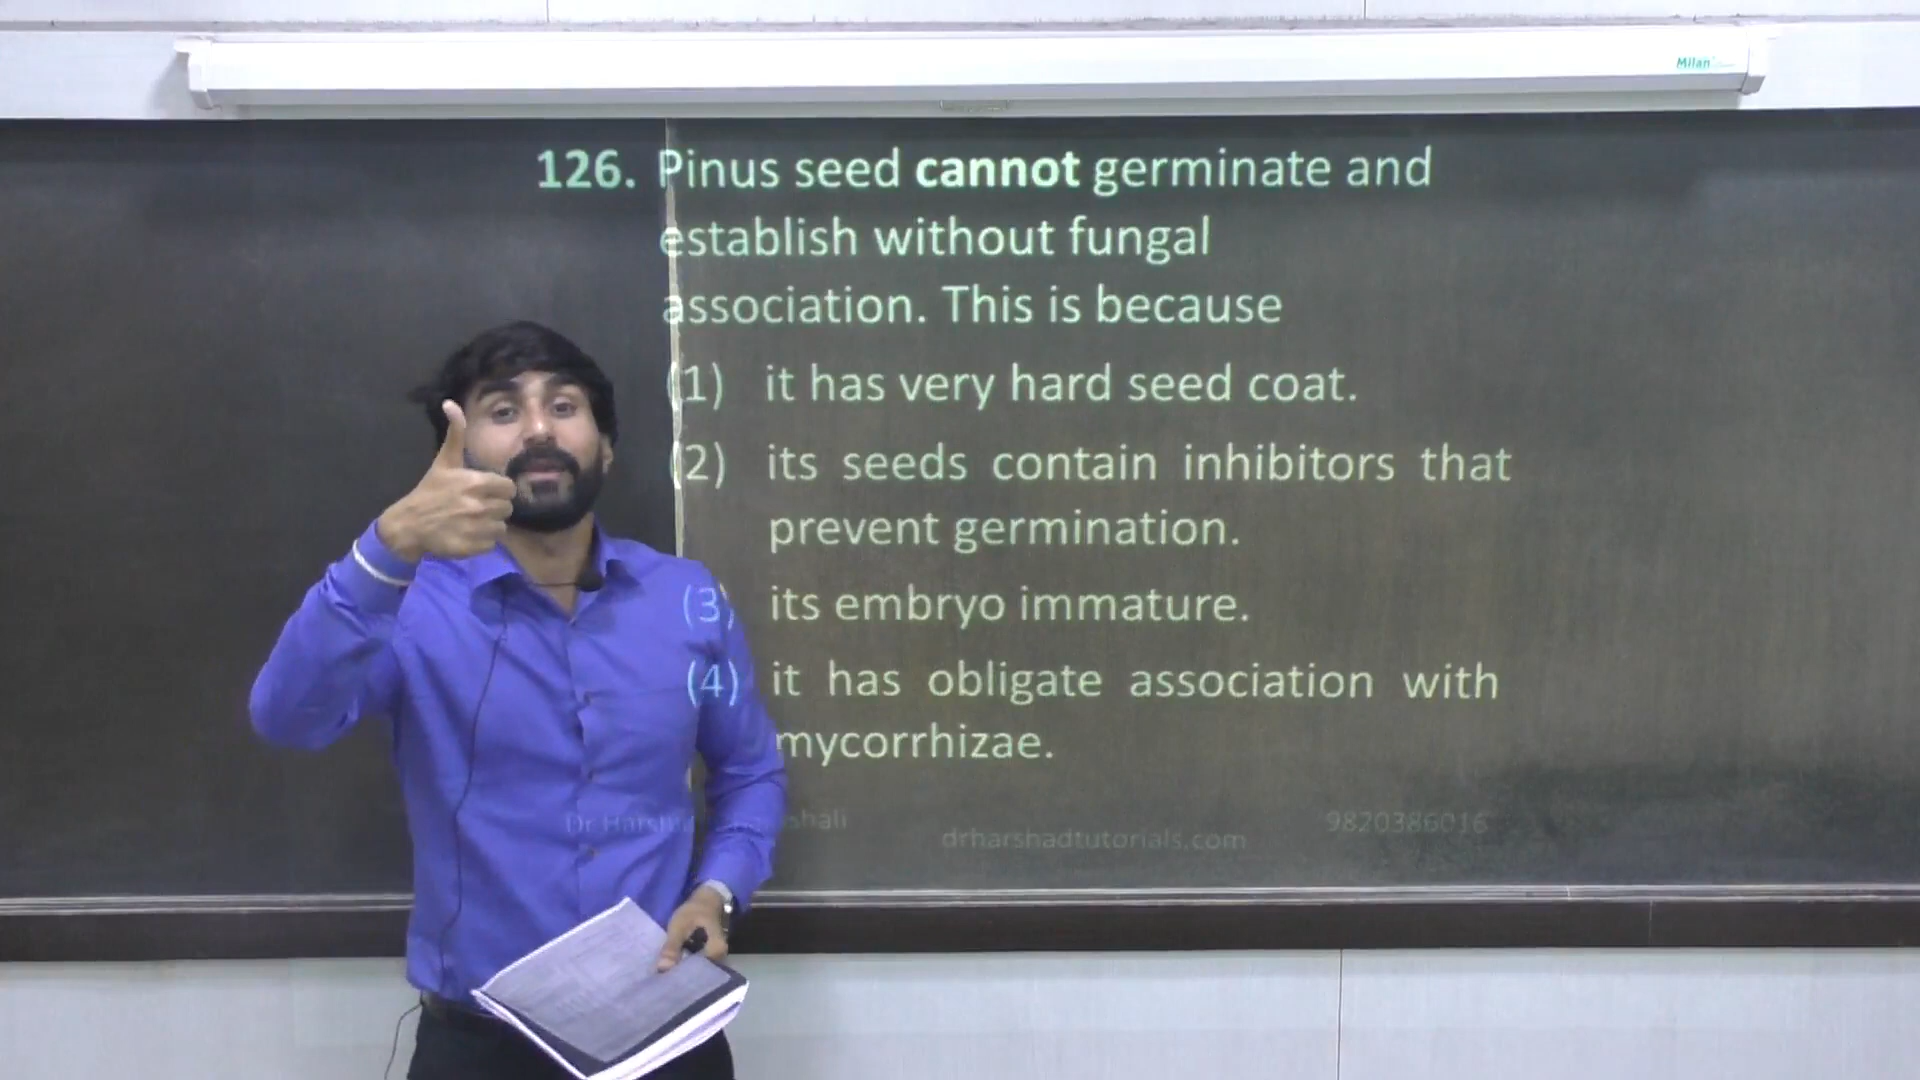 Milan
126. Pinus seed cannot germinate and
establish without fungal
association. This is because
(1) it has very hard seed coat.
(2) its seeds contain inhibitors that
prevent germination.
(3) its embryo immature.
(4) it has obligate association with
mycorrhizae.
Dr
drharshadtutorials.com
9820386016